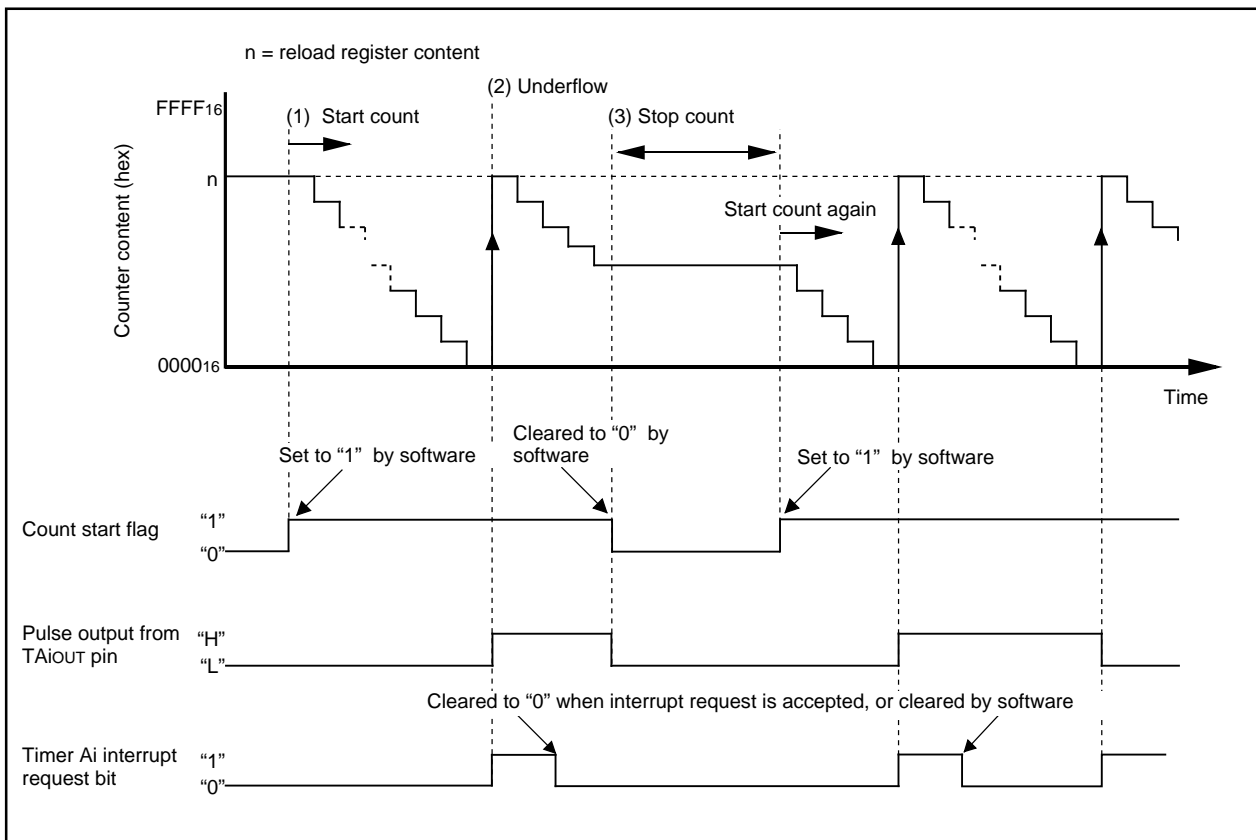 n = reload register content
(2) Underflow
FFFF16
(1) Start count
(3) Stop count
Counter content (hex)
n
Start count again
000016
Time
Set to “1” by software
Cleared to “0” by
software
Set to “1” by software
Count start flag
“1”
“0”
Pulse output from
TAiOUT pin
“H”
“L”
Cleared to “0” when interrupt request is accepted, or cleared by software
Timer Ai interrupt
request bit
“1”
“0”